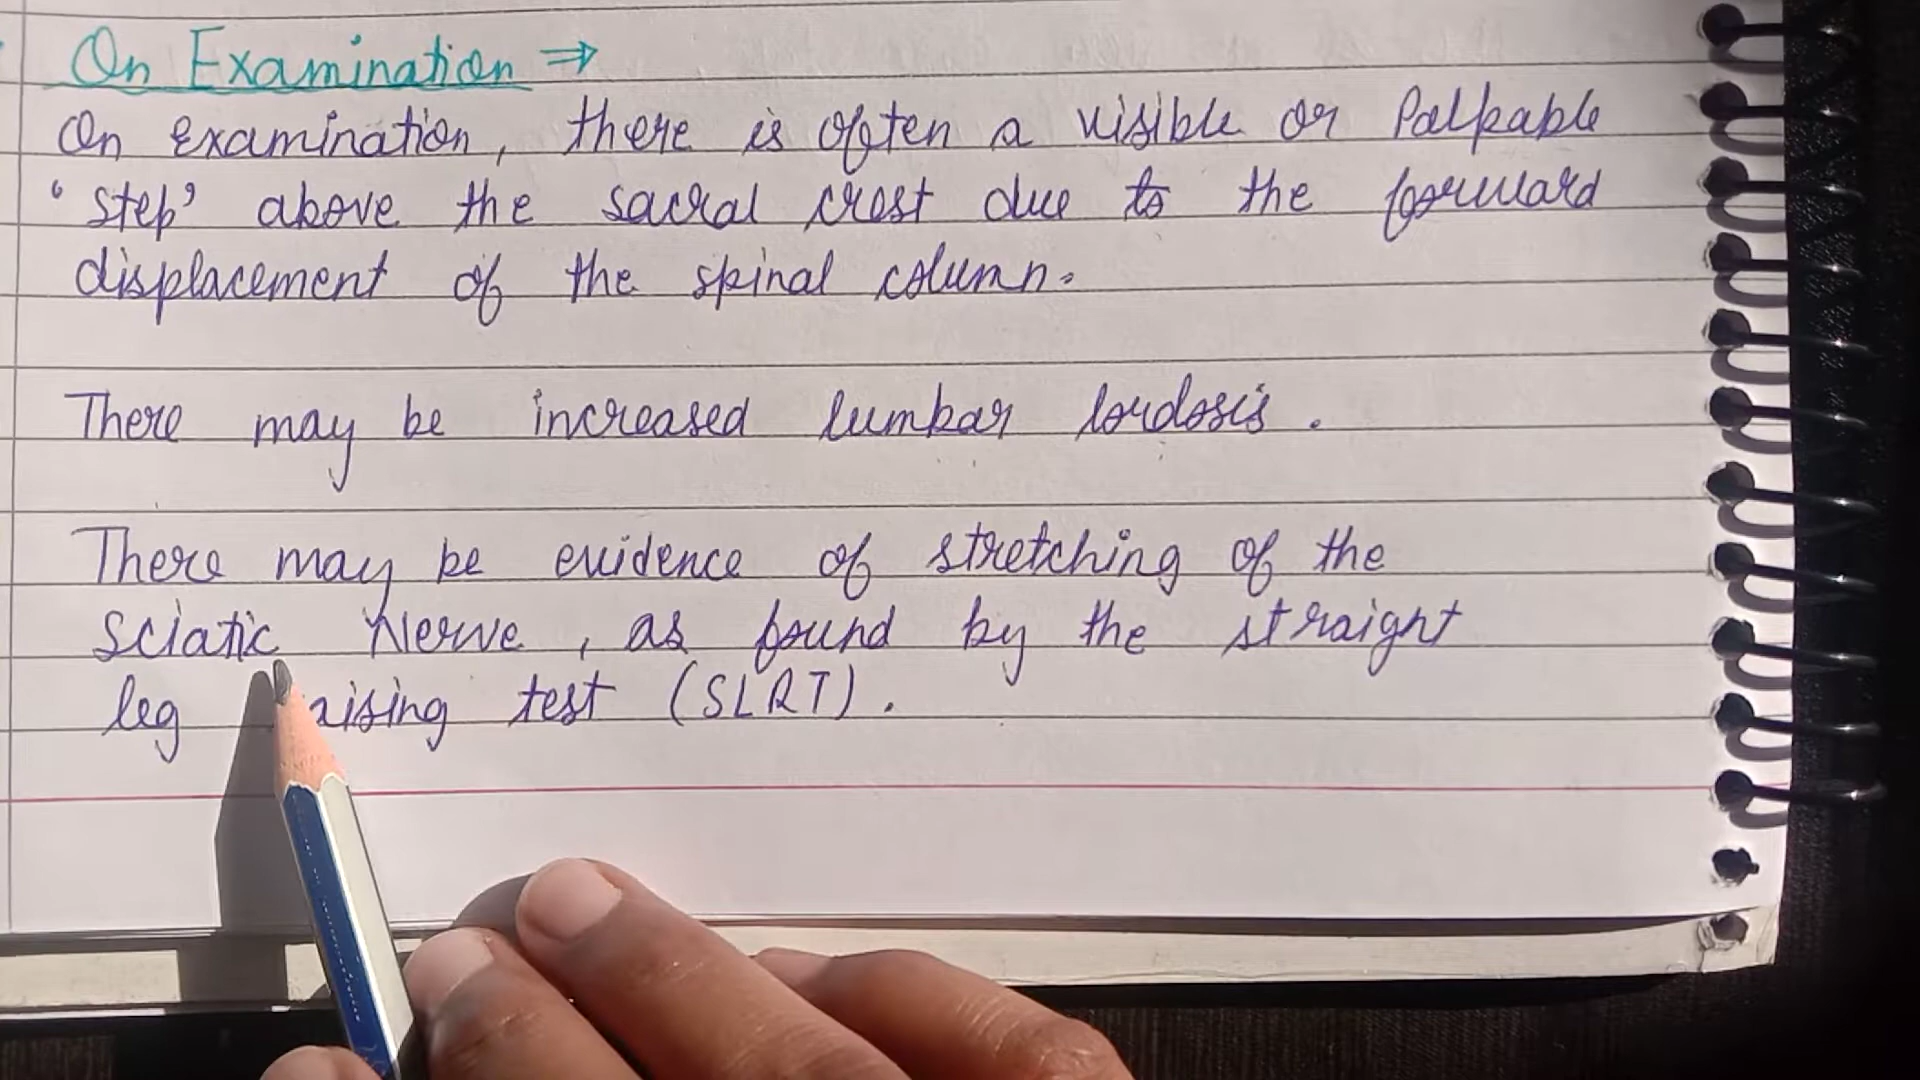 On Examination ⇒
On examination, there is often a visible or Palpable
'step' above the sacral crest due to the forward
displacement of the spinal column.
There may be increased lumbar lordosis.
There may be evidence of stretching of the
sciatic Nerve, as found by the straight
leg raising test (SLRT).